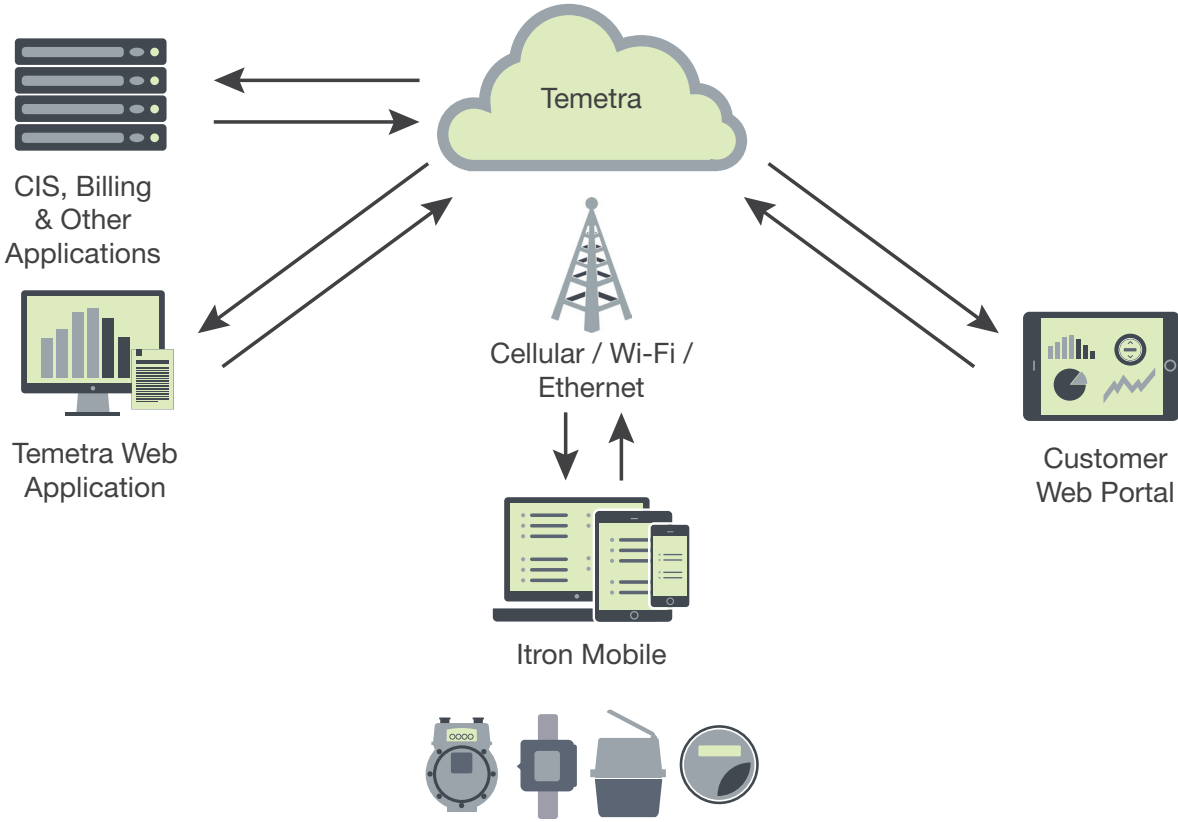 Temetra
CIS, Billing
& Other
Applications
Cellular / Wi-Fi /
Ethernet
Temetra Web
Application
Customer
Web Portal
Itron Mobile